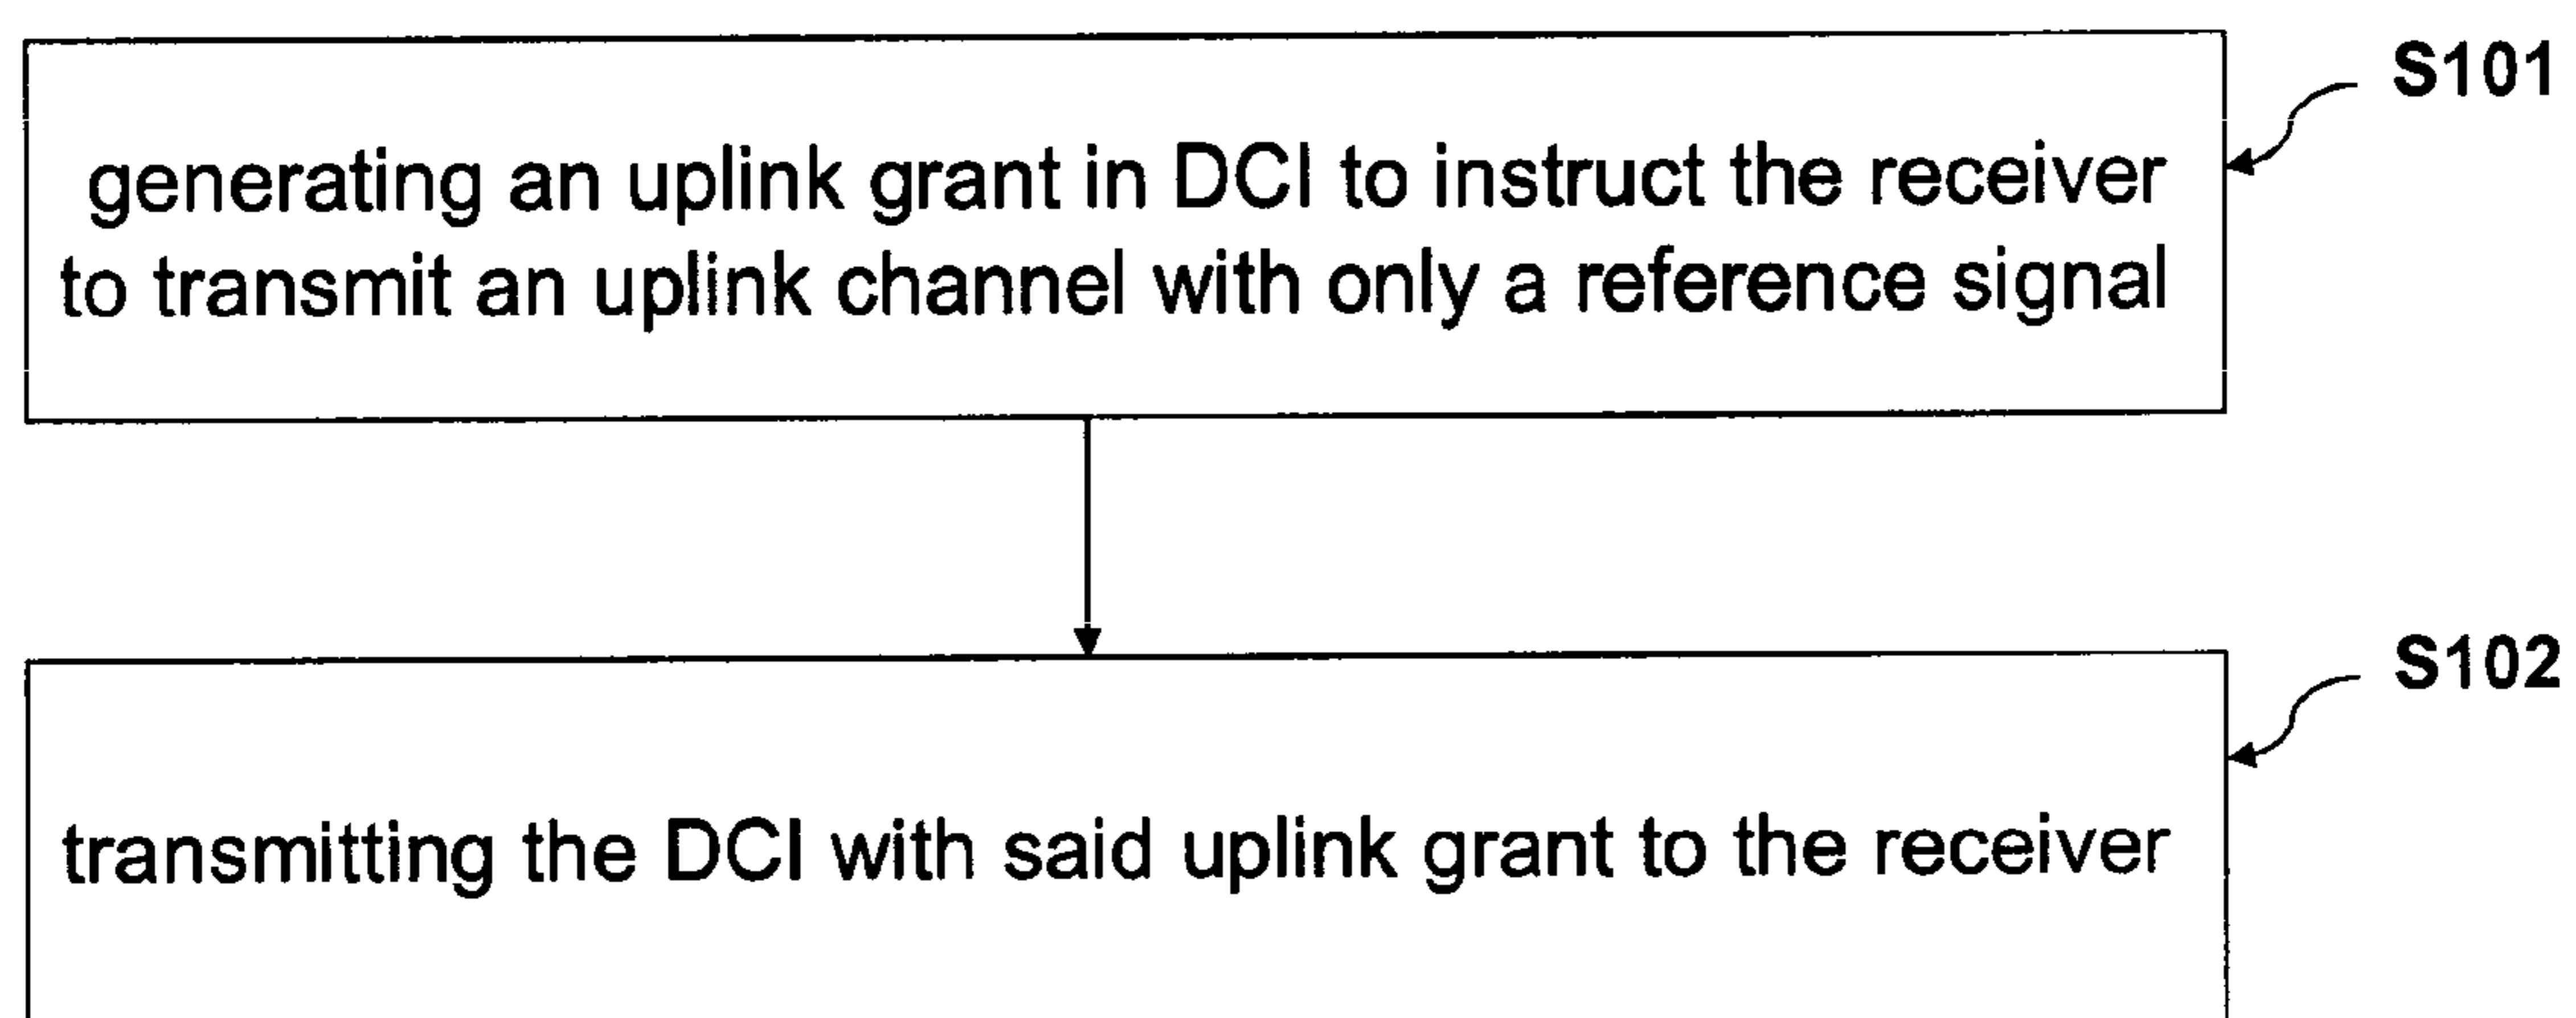 S101
generating an uplink grant in DCI to instruct the receiver
to transmit an uplink channel with only a reference signal
S102
transmitting the DCI with said uplink grant to the receiver